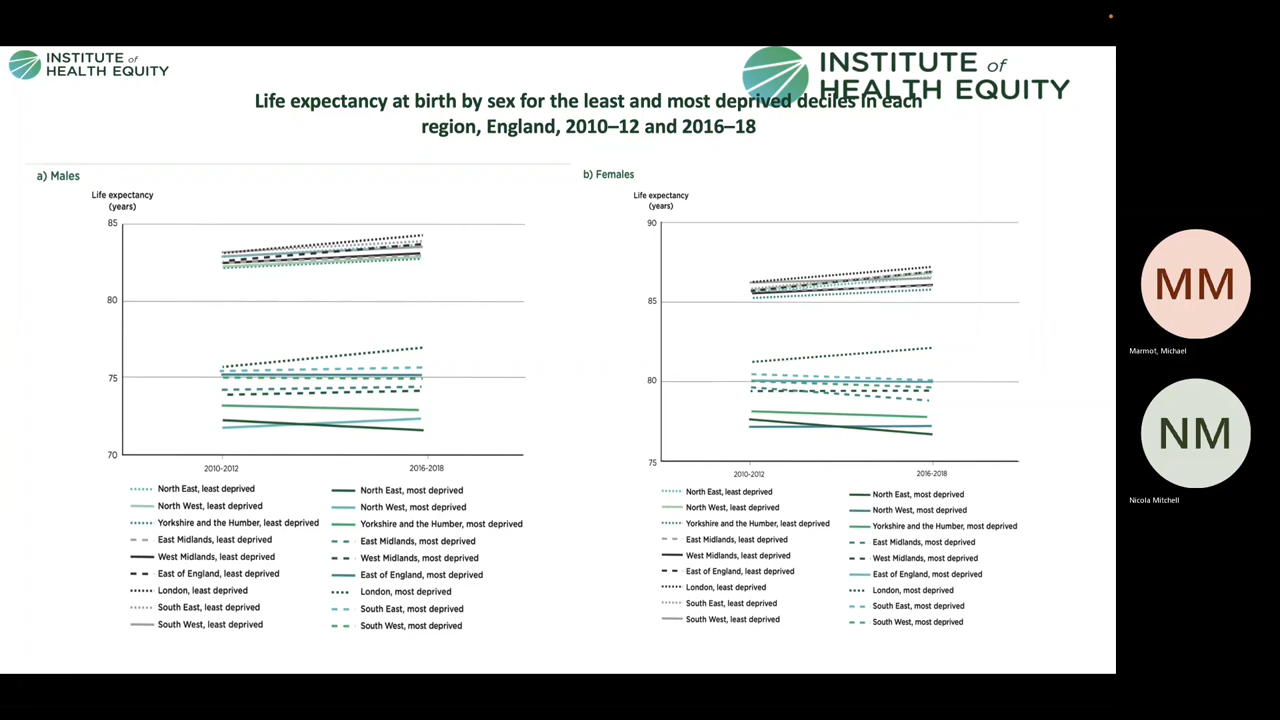 INSTITUTE of
HEALTH EQUITY
INSTITUTE of
HEALTH EQUITY
Life expectancy at birth by sex for the least and most deprived deciles in each
region, England, 2010–12 and 2016–18
a) Males
Life expectancy
(years)
85
80
75
70
2010-2012
2016-2018
North East, least deprived
North West, least deprived
Yorkshire and the Humber, least deprived
East Midlands, least deprived
West Midlands, least deprived
East of England, least deprived
London, least deprived
South East, least deprived
South West, least deprived
North East, most deprived
North West, most deprived
Yorkshire and the Humber, most deprived
East Midlands, most deprived
West Midlands, most deprived
East of England, most deprived
London, most deprived
South East, most deprived
South West, most deprived
b) Females
Life expectancy
(years)
90
85
80
75
2010-2012
2016-2018
North East, least deprived
North West, least deprived
Yorkshire and the Humber, least deprived
East Midlands, least deprived
West Midlands, least deprived
East of England, least deprived
London, least deprived
South East, least deprived
South West, least deprived
North East, most deprived
North West, most deprived
Yorkshire and the Humber, most deprived
East Midlands, most deprived
West Midlands, most deprived
East of England, most deprived
London, most deprived
South East, most deprived
South West, most deprived
MM
Marmot, Michael
NM
Nicola Mitchell